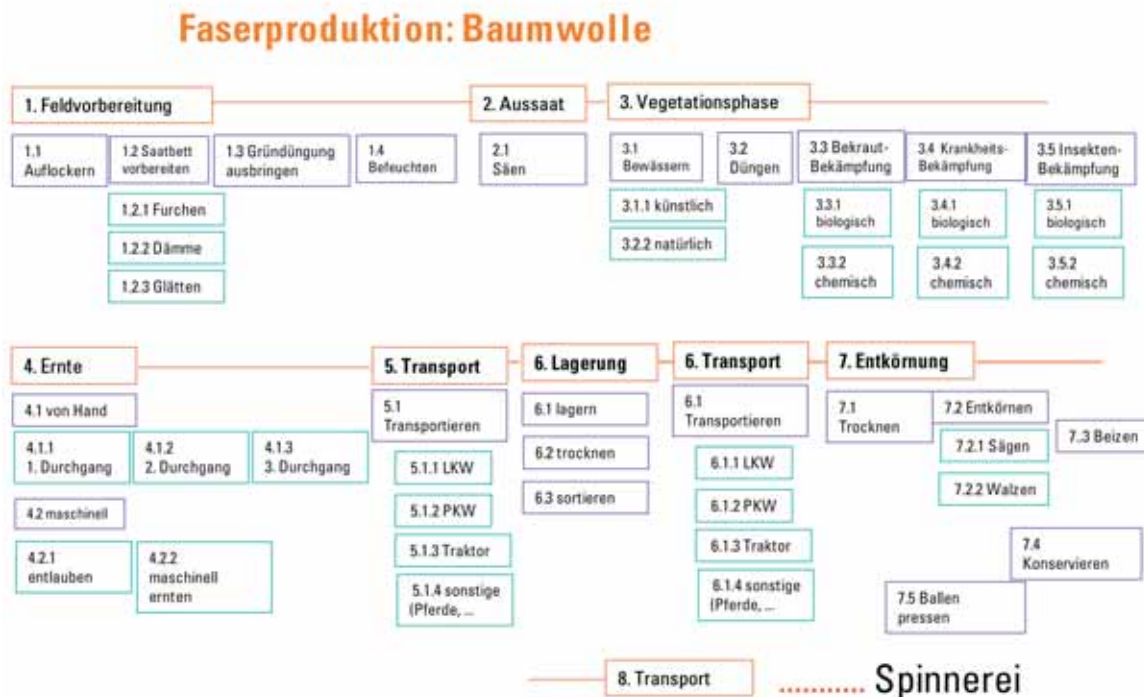 Faserproduktion: Baumwolle
1. Feldvorbereitung
2. Aussaat
3. Vegetationsphase
1.1
Auflockern
1.2 Saatbett
vorbereiten
1.3 Gründüngung
ausbringen
1.4
Befeuchten
2.1
Säen
3.1
Bewässern
3.2
Düngen
3.3 Bekraut-
Bekämpfung
3.4 Krankheits-
Bekämpfung
3.5 Insekten-
Bekämpfung
1.2.1 Furchen
1.2.2 Dämme
1.2.3 Glätten
3.1.1 künstlich
3.2.2 natürlich
3.3.1
biologisch
3.3.2
chemisch
3.4.1
biologisch
3.4.2
chemisch
3.5.1
biologisch
3.5.2
chemisch
4. Ernte
5. Transport
6. Lagerung
6. Transport
7. Entkörnung
4.1 von Hand
4.1.1
1. Durchgang
4.1.2
2. Durchgang
4.1.3
3. Durchgang
4.2 maschinell
4.2.1
entlauben
4.2.2
maschinell
ernten
5.1
Transportieren
5.1.1 LKW
5.1.2 PKW
5.1.3 Traktor
5.1.4 sonstige
(Pferde, ...
6.1 lagern
6.2 trocknen
6.3 sortieren
6.1
Transportieren
6.1.1 LKW
6.1.2 PKW
6.1.3 Traktor
6.1.4 sonstige
(Pferde, ...
7.1
Trocknen
7.2 Entkörnen
7.2.1 Sägen
7.2.2 Walzen
7..3 Beizen
7.4
Konservieren
7.5 Ballen
pressen
8. Transport
.......... Spinnerei